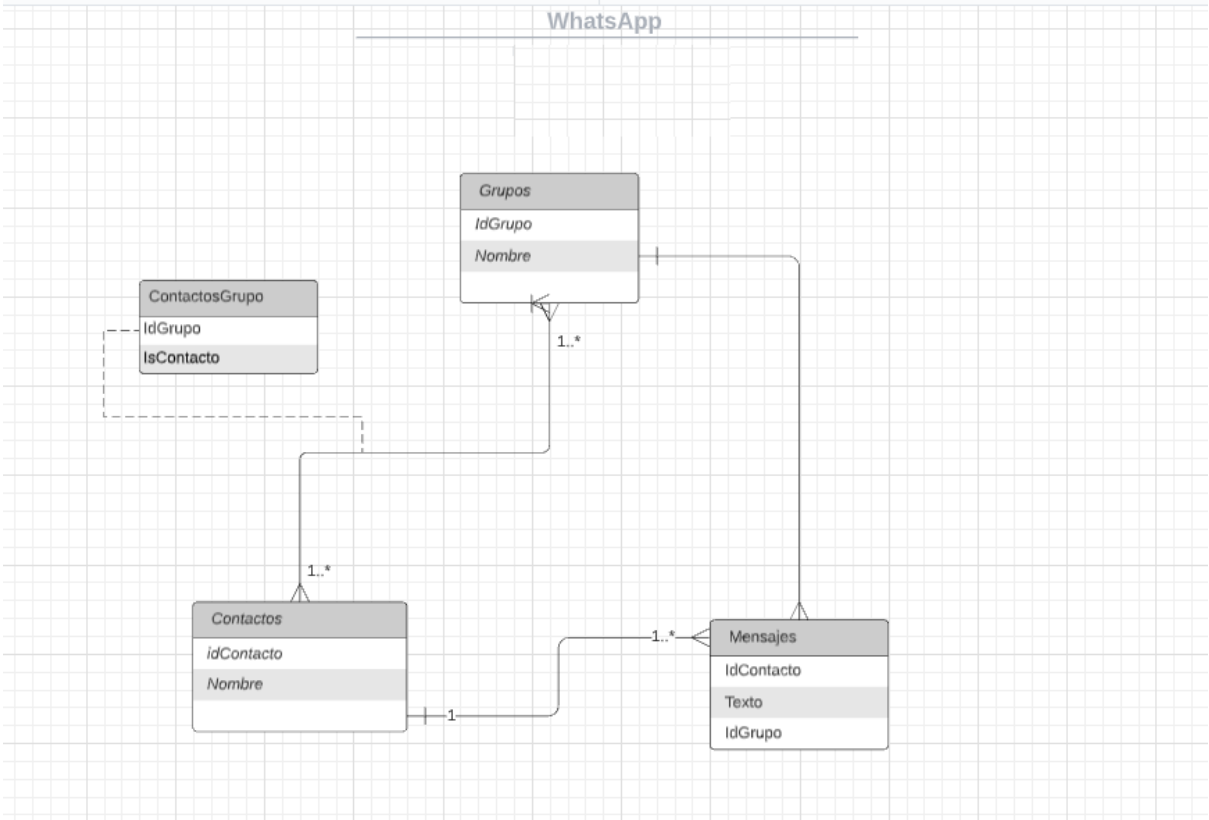 WhatsApp
Grupos
IdGrupo
Nombre
1..*
ContactosGrupo
IdGrupo
IsContacto
1..*
Contactos
idContacto
Nombre
1
1..*
Mensajes
IdContacto
Texto
IdGrupo